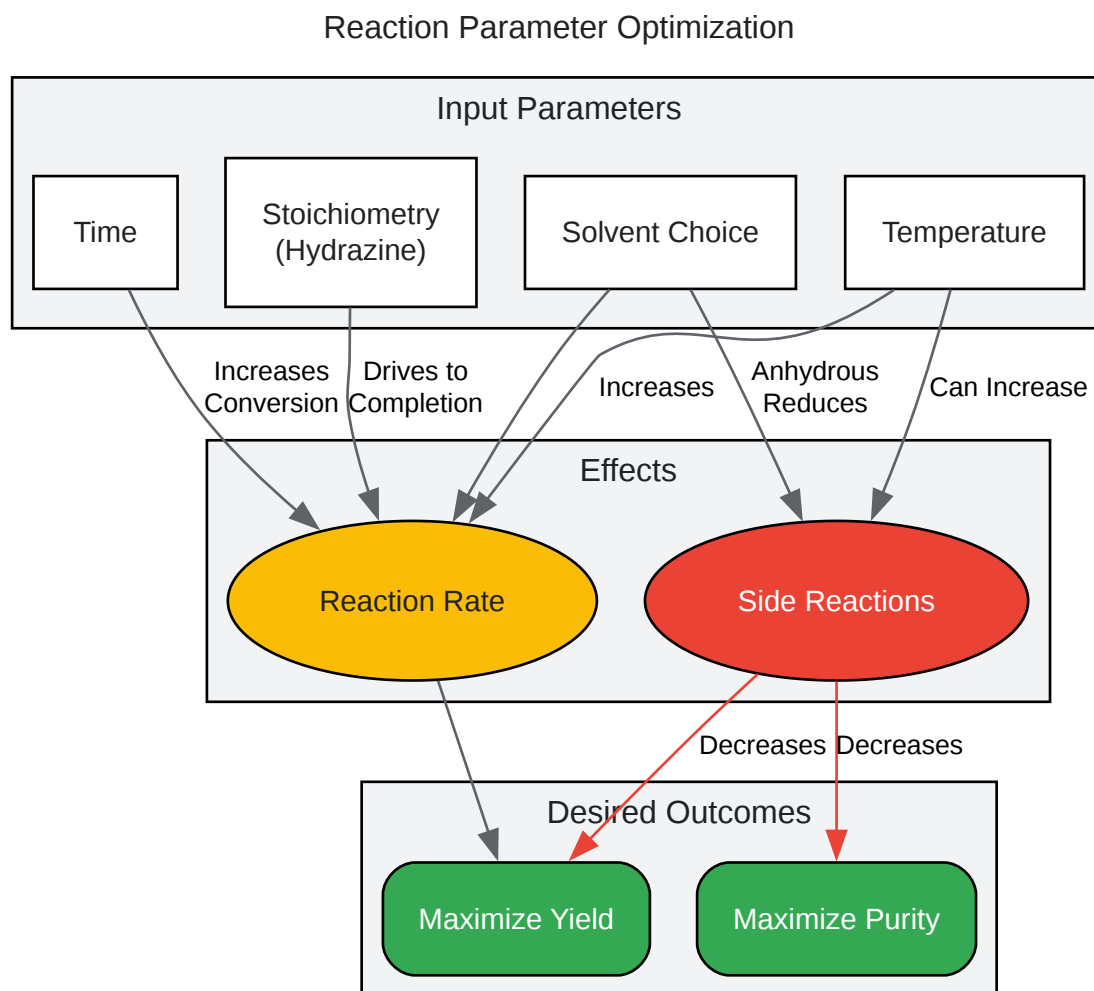 Reaction Parameter Optimization
Input Parameters
Time
Stoichiometry
(Hydrazine)
Solvent Choice
Temperature
Increases
Conversion
Drives to
Completion
Increases
Anhydrous
Reduces
Can Increase
Effects
Reaction Rate
Side Reactions
Decreases
Decreases
Desired Outcomes
Maximize Yield
Maximize Purity